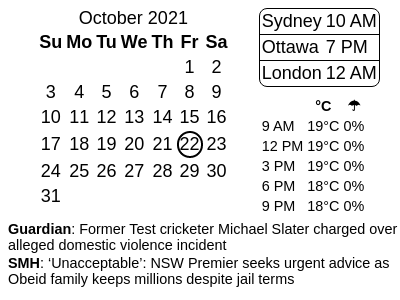 October 2021
Su Mo Tu We Th Fr Sa
1 2
3 4 5 6 7 8 9
10 11 12 13 14 15 16
17 18 19 20 21 22 23
24 25 26 27 28 29 30
31
Sydney 10 AM
Ottawa 7 PM
London 12 AM
°C ☂
9 AM 19°C 0%
12 PM 19°C 0%
3 PM 19°C 0%
6 PM 18°C 0%
9 PM 18°C 0%
Guardian: Former Test cricketer Michael Slater charged over
alleged domestic violence incident
SMH: ‘Unacceptable’: NSW Premier seeks urgent advice as
Obeid family keeps millions despite jail terms